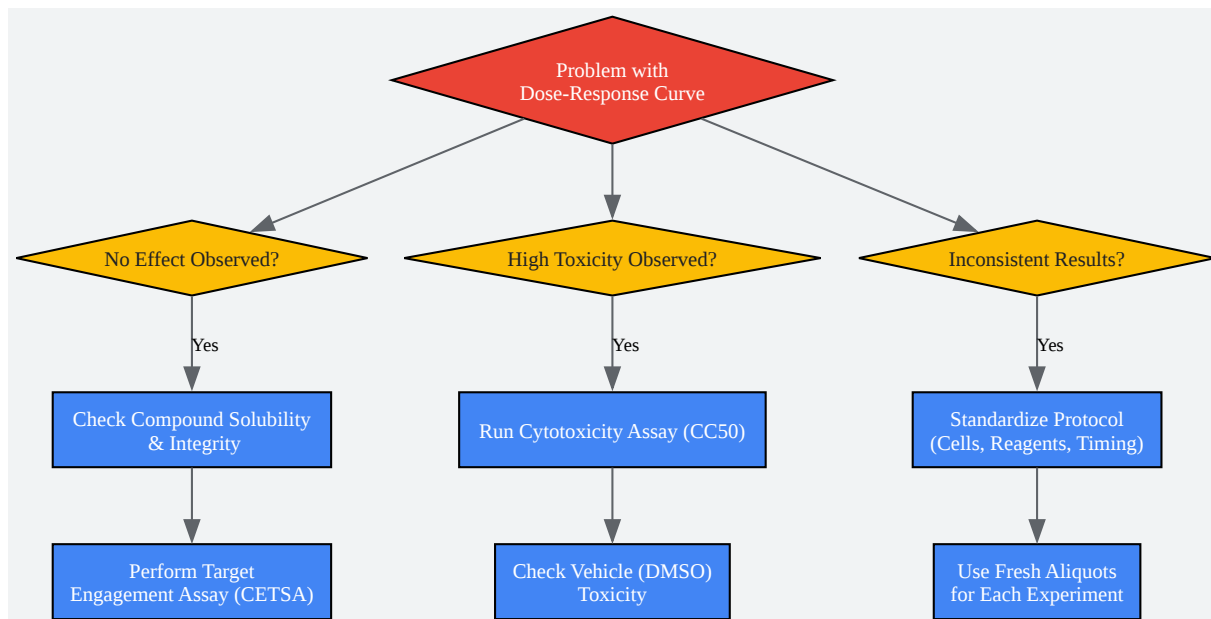 Problem with
Dose-Response Curve
No Effect Observed?
High Toxicity Observed?
Inconsistent Results?
Yes
Yes
Yes
Check Compound Solubility
& Integrity
Run Cytotoxicity Assay (CC50)
Standardize Protocol
(Cells, Reagents, Timing)
Perform Target
Engagement Assay (CETSA)
Check Vehicle (DMSO)
Toxicity
Use Fresh Aliquots
for Each Experiment